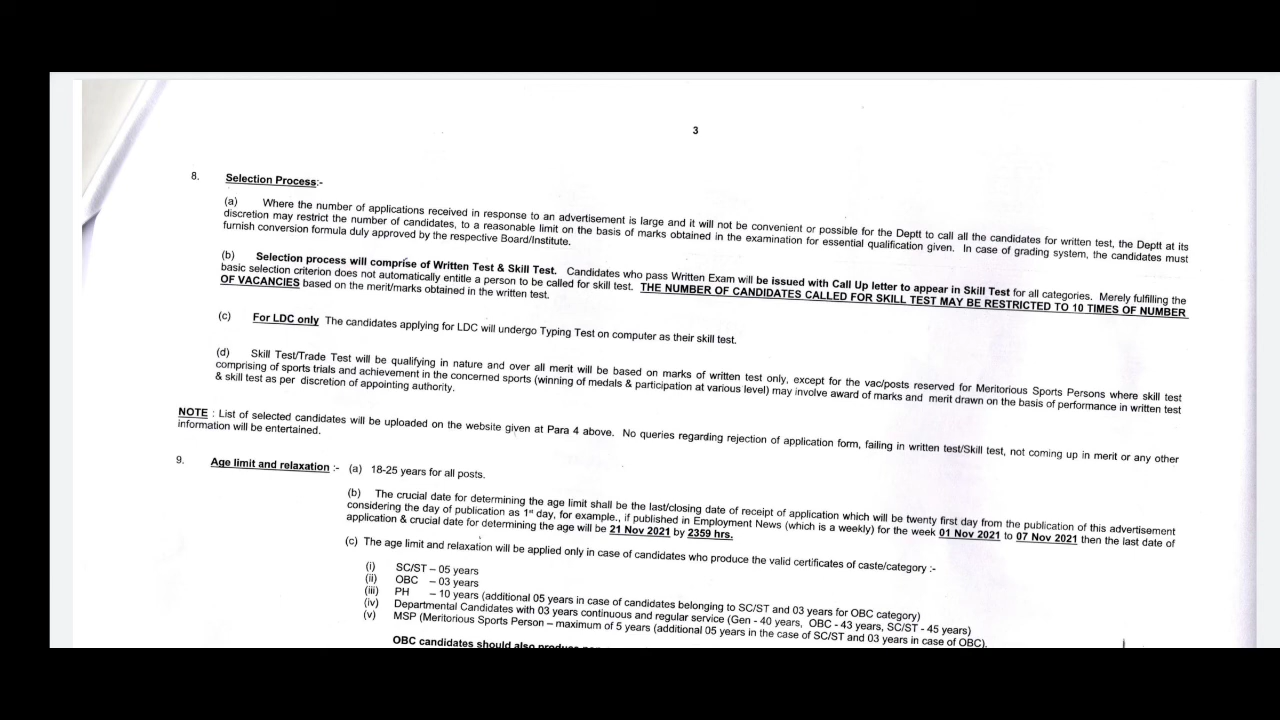 3
8. Selection Process:-
(a) Where the number of applications received in response to an advertisement is large and it will not be convenient or possible for the Deptt to call all the candidates for written test, the Deptt at its
discretion may restrict the number of candidates, to a reasonable limit on the basis of marks obtained in the examination for essential qualification given. In case of grading system, the candidates must
furnish conversion formula duly approved by the respective Board/Institute.
(b) Selection process will comprise of Written Test & Skill Test. Candidates who pass Written Exam will be issued with Call Up letter to appear in Skill Test for all categories. Merely fulfilling the
basic selection criterion does not automatically entitle a person to be called for skill test. THE NUMBER OF CANDIDATES CALLED FOR SKILL TEST MAY BE RESTRICTED TO 10 TIMES OF NUMBER
OF VACANCIES based on the merit/marks obtained in the written test.
(c) For LDC only The candidates applying for LDC will undergo Typing Test on computer as their skill test.
(d) Skill Test/Trade Test will be qualifying in nature and over all merit will be based on marks of written test only, except for the vac/posts reserved for Meritorious Sports Persons where skill test
comprising of sports trials and achievement in the concerned sports (winning of medals & participation at various level) may involve award of marks and merit drawn on the basis of performance in written test
& skill test as per discretion of appointing authority.
NOTE : List of selected candidates will be uploaded on the website given at Para 4 above. No queries regarding rejection of application form, failing in written test/Skill test, not coming up in merit or any other
information will be entertained.
9. Age limit and relaxation :- (a) 18-25 years for all posts.
(b) The crucial date for determining the age limit shall be the last/closing date of receipt of application which will be twenty first day from the publication of this advertisement
considering the day of publication as 1st day, for example., if published in Employment News (which is a weekly) for the week 01 Nov 2021 to 07 Nov 2021 then the last date of
application & crucial date for determining the age will be 21 Nov 2021 by 2359 hrs.
(c) The age limit and relaxation will be applied only in case of candidates who produce the valid certificates of caste/category :-
(i) SC/ST – 05 years
(ii) OBC – 03 years
(iii) PH – 10 years (additional 05 years in case of candidates belonging to SC/ST and 03 years for OBC category)
(iv) Departmental Candidates with 03 years continuous and regular service (Gen - 40 years, OBC - 43 years, SC/ST - 45 years)
(v) MSP (Meritorious Sports Person – maximum of 5 years (additional 05 years in the case of SC/ST and 03 years in case of OBC).
OBC candidates should also produce